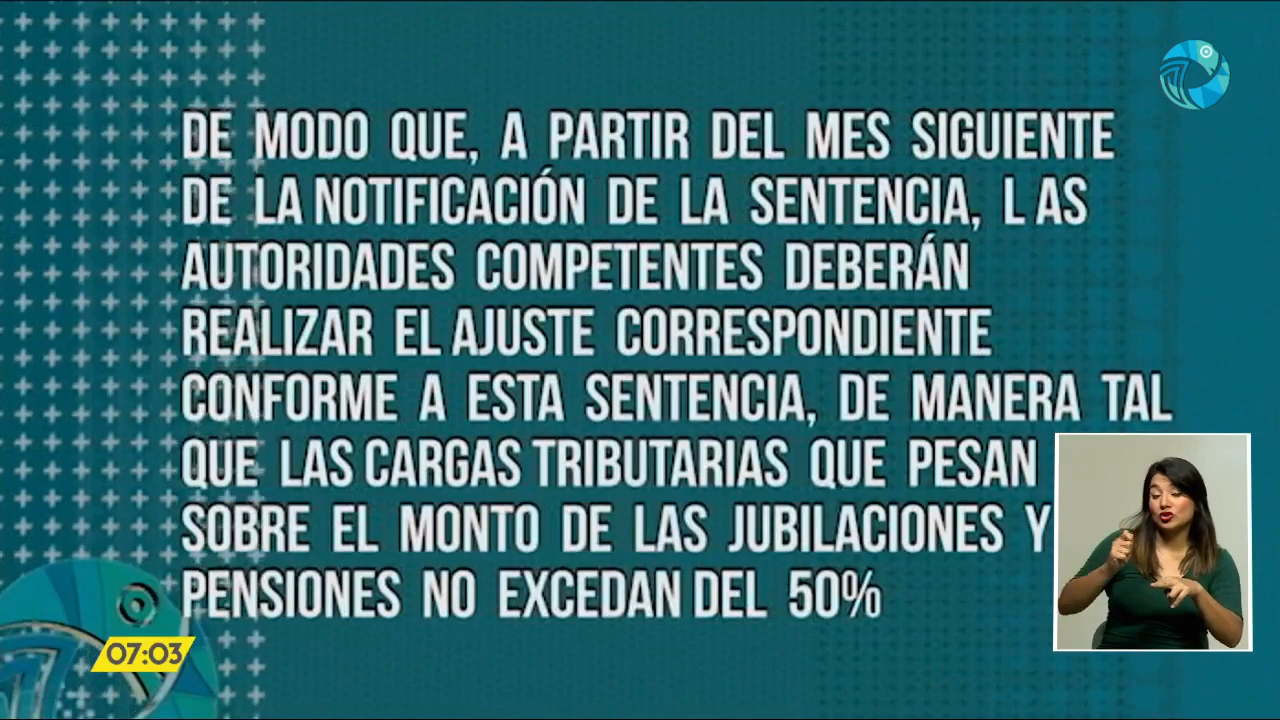 DE MODO QUE, A PARTIR DEL MES SIGUIENTE
DE LA NOTIFICACIÓN DE LA SENTENCIA, L AS
AUTORIDADES COMPETENTES DEBERÁN
REALIZAR EL AJUSTE CORRESPONDIENTE
CONFORME A ESTA SENTENCIA, DE MANERA TAL
QUE LAS CARGAS TRIBUTARIAS QUE PESAN
SOBRE EL MONTO DE LAS JUBILACIONES Y
PENSIONES NO EXCEDAN DEL 50%
07:03